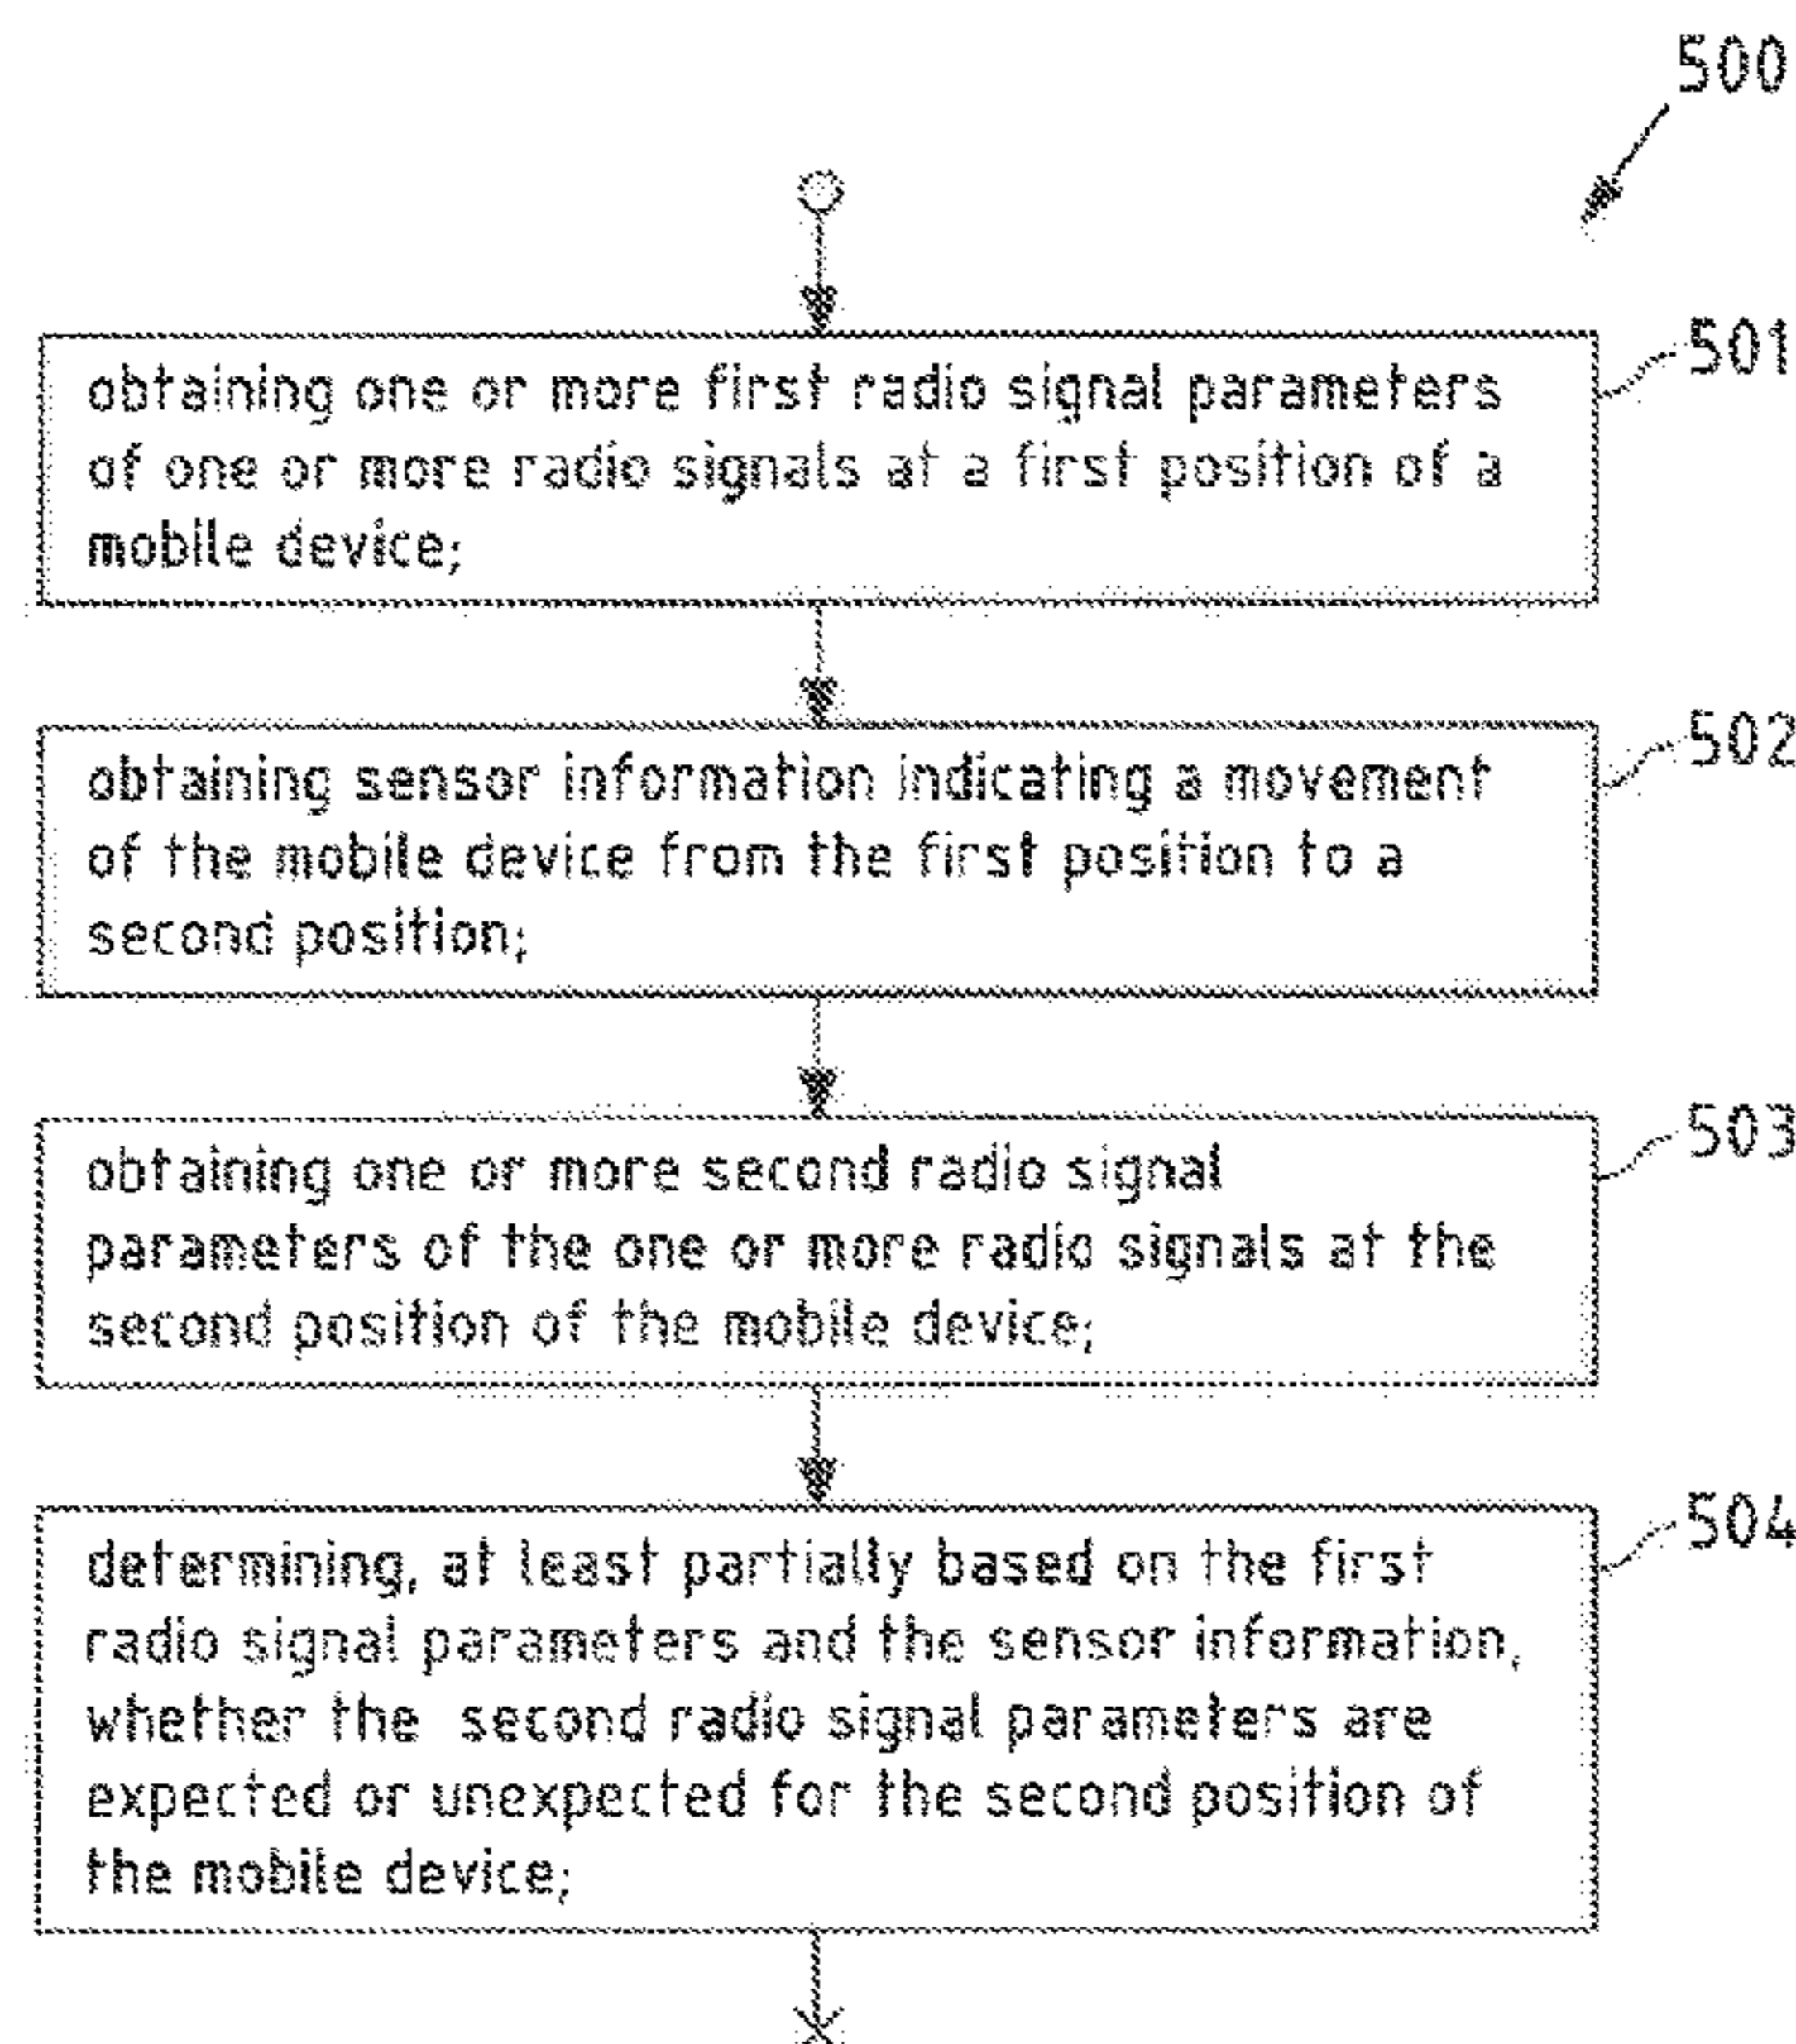 500
501
obtaining one or more first radio signal parameters
of one or more radio signals at a first position of a
mobile device;
502
obtaining sensor information indicating a movement
of the mobile device from the first position to a
second position;
503
obtaining one or more second radio signal
parameters of the one or more radio signals at the
second position of the mobile device;
504
determining, at least partially based on the first
radio signal parameters and the sensor information,
whether the second radio signal parameters are
expected or unexpected for the second position of
the mobile device;